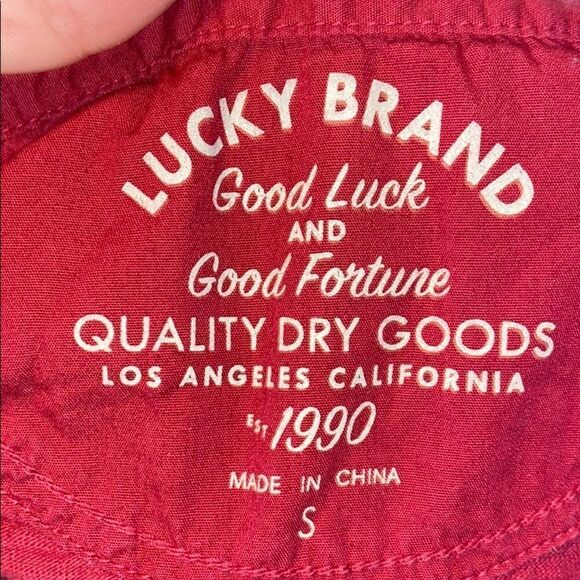 LUCKY BRAND
Good Luck
AND
Good Fortune
QUALITY DRY GOODS
LOS ANGELES CALIFORNIA
EST 1990
MADE IN CHINA
S